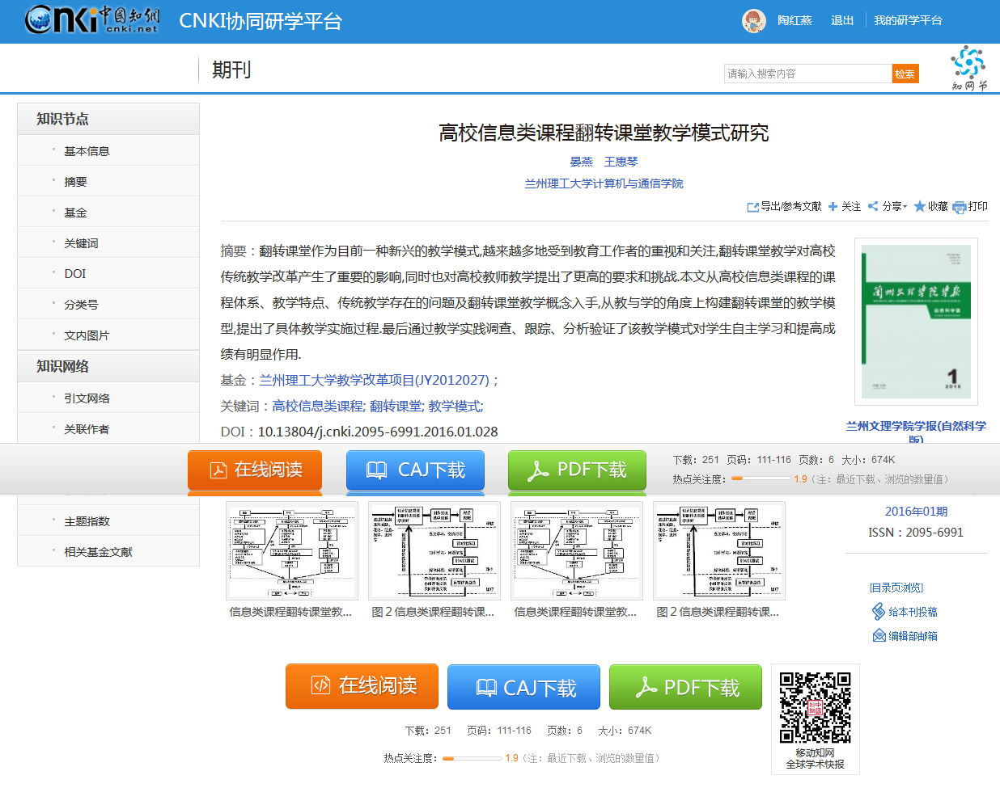 Cnki 中国知网
cnki.net
CNKI协同研学平台
陶红燕 退出 我的研学平台
期刊
请输入搜索内容 检索
知网节
知识节点
基本信息
摘要
基金
关键词
DOI
分类号
文内图片
知识网络
引文网络
关联作者
主题指数
相关基金文献
高校信息类课程翻转课堂教学模式研究
晏燕 王惠琴
兰州理工大学计算机与通信学院
导出/参考文献 关注 分享 收藏 打印
摘要：翻转课堂作为目前一种新兴的教学模式,越来越多地受到教育工作者的重视和关注,翻转课堂教学对高校
传统教学改革产生了重要的影响,同时也对高校教师教学提出了更高的要求和挑战.本文从高校信息类课程的课
程体系、教学特点、传统教学存在的问题及翻转课堂教学概念入手,从教与学的角度上构建翻转课堂的教学模
型,提出了具体教学实施过程.最后通过教学实践调查、跟踪、分析验证了该教学模式对学生自主学习和提高成
绩有明显作用.
基金：兰州理工大学教学改革项目(JY2012027)；
关键词：高校信息类课程; 翻转课堂; 教学模式;
DOI：10.13804/j.cnki.2095-6991.2016.01.028
自然科学版
1
2016
兰州文理学院学报(自然科学
版)
在线阅读 CAJ下载 PDF下载
下载：251 页码：111-116 页数：6 大小：674K
热点关注度： 1.9（注：最近下载、浏览的数量值）
2016年01期
ISSN：2095-6991
信息类课程翻转课堂教...
图２信息类课程翻转课...
信息类课程翻转课堂教...
图２信息类课程翻转课...
[目录页浏览]
给本刊投稿
编辑部邮箱
在线阅读 CAJ下载 PDF下载
下载：251 页码：111-116 页数：6 大小：674K
热点关注度： 1.9（注：最近下载、浏览的数量值）
移动知网
全球学术快报